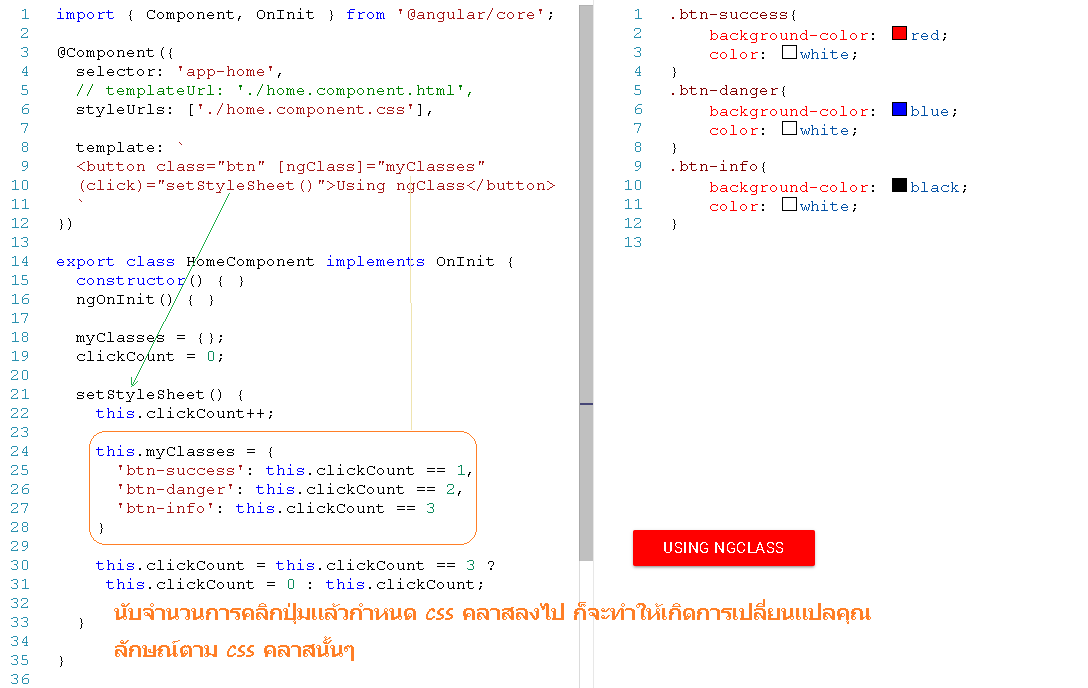 1 import { Component, OnInit } from '@angular/core';
2
3 @Component({
4 selector: 'app-home',
5 // templateUrl: './home.component.html',
6 styleUrls: ['./home.component.css'],
7
8 template: `
9 <button class="btn" [ngClass]="myClasses"
10 (click)="setStyleSheet()">Using ngClass</button>
11 `
12 })
13
14 export class HomeComponent implements OnInit {
15 constructor() { }
16 ngOnInit() { }
17
18 myClasses = {};
19 clickCount = 0;
20
21 setStyleSheet() {
22 this.clickCount++;
23
24 this.myClasses = {
25 'btn-success': this.clickCount == 1,
26 'btn-danger': this.clickCount == 2,
27 'btn-info': this.clickCount == 3
28 }
29
30 this.clickCount = this.clickCount == 3 ?
31 this.clickCount = 0 : this.clickCount;
32
33 }
34
35 }
36
นับจำนวนการคลิกปุ่มแล้วกำหนด css คลาสลงไป ก็จะทำให้เกิดการเปลี่ยนแปลคุณ
ลักษณ์ตาม css คลาสนั้นๆ
1 .btn-success{
2 background-color: red;
3 color: white;
4 }
5 .btn-danger{
6 background-color: blue;
7 color: white;
8 }
9 .btn-info{
10 background-color: black;
11 color: white;
12 }
13
USING NGCLASS